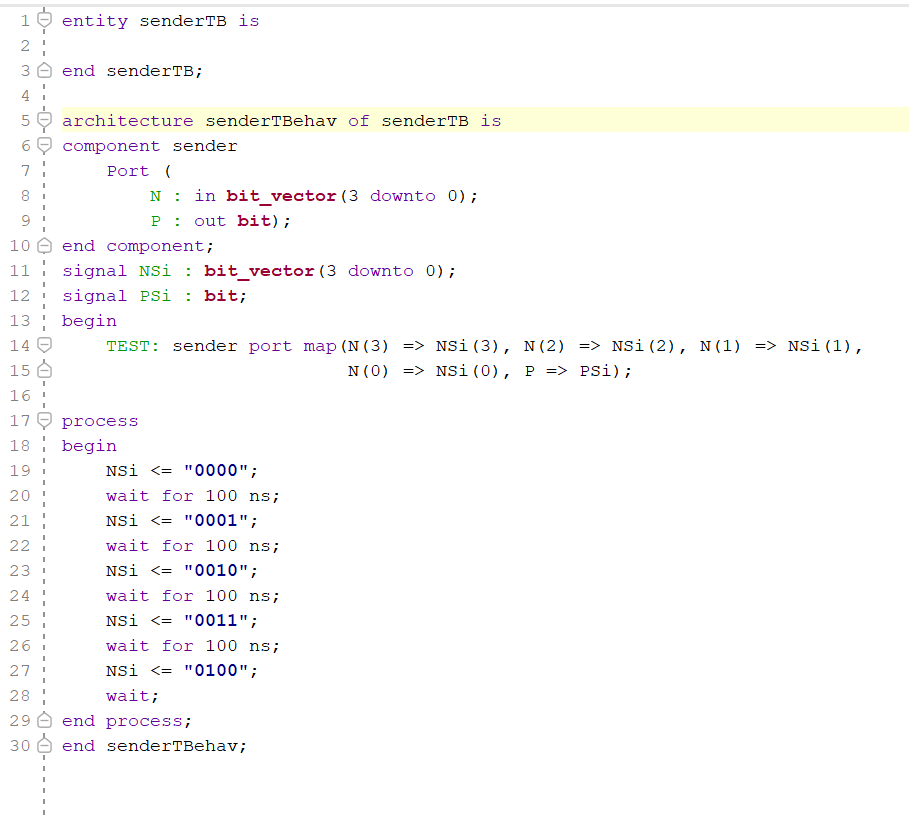 1 entity senderTB is
2
3 end senderTB;
4
5 architecture senderTBehav of senderTB is
6 component sender
7     Port (
8         N : in bit_vector(3 downto 0);
9         P : out bit);
10 end component;
11 signal NSi : bit_vector(3 downto 0);
12 signal PSi : bit;
13 begin
14     TEST: sender port map(N(3) => NSi(3), N(2) => NSi(2), N(1) => NSi(1),
15                           N(0) => NSi(0), P => PSi);
16
17 process
18 begin
19     NSi <= "0000";
20     wait for 100 ns;
21     NSi <= "0001";
22     wait for 100 ns;
23     NSi <= "0010";
24     wait for 100 ns;
25     NSi <= "0011";
26     wait for 100 ns;
27     NSi <= "0100";
28     wait;
29 end process;
30 end senderTBehav;